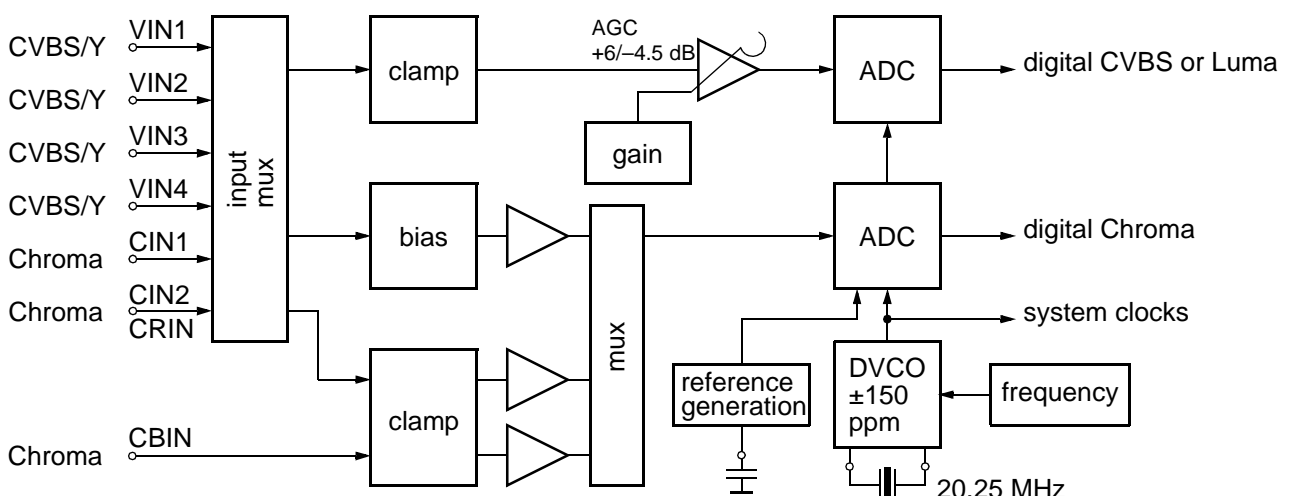 CVBS/Y VIN1
CVBS/Y VIN2
CVBS/Y VIN3
CVBS/Y VIN4
Chroma CIN1
Chroma CIN2
CRIN
Chroma CBIN
input
mux
clamp
AGC
+6/–4.5 dB
gain
ADC
digital CVBS or Luma
bias
mux
ADC
digital Chroma
system clocks
clamp
reference
generation
DVCO
±150
ppm
frequency
20.25 MHz